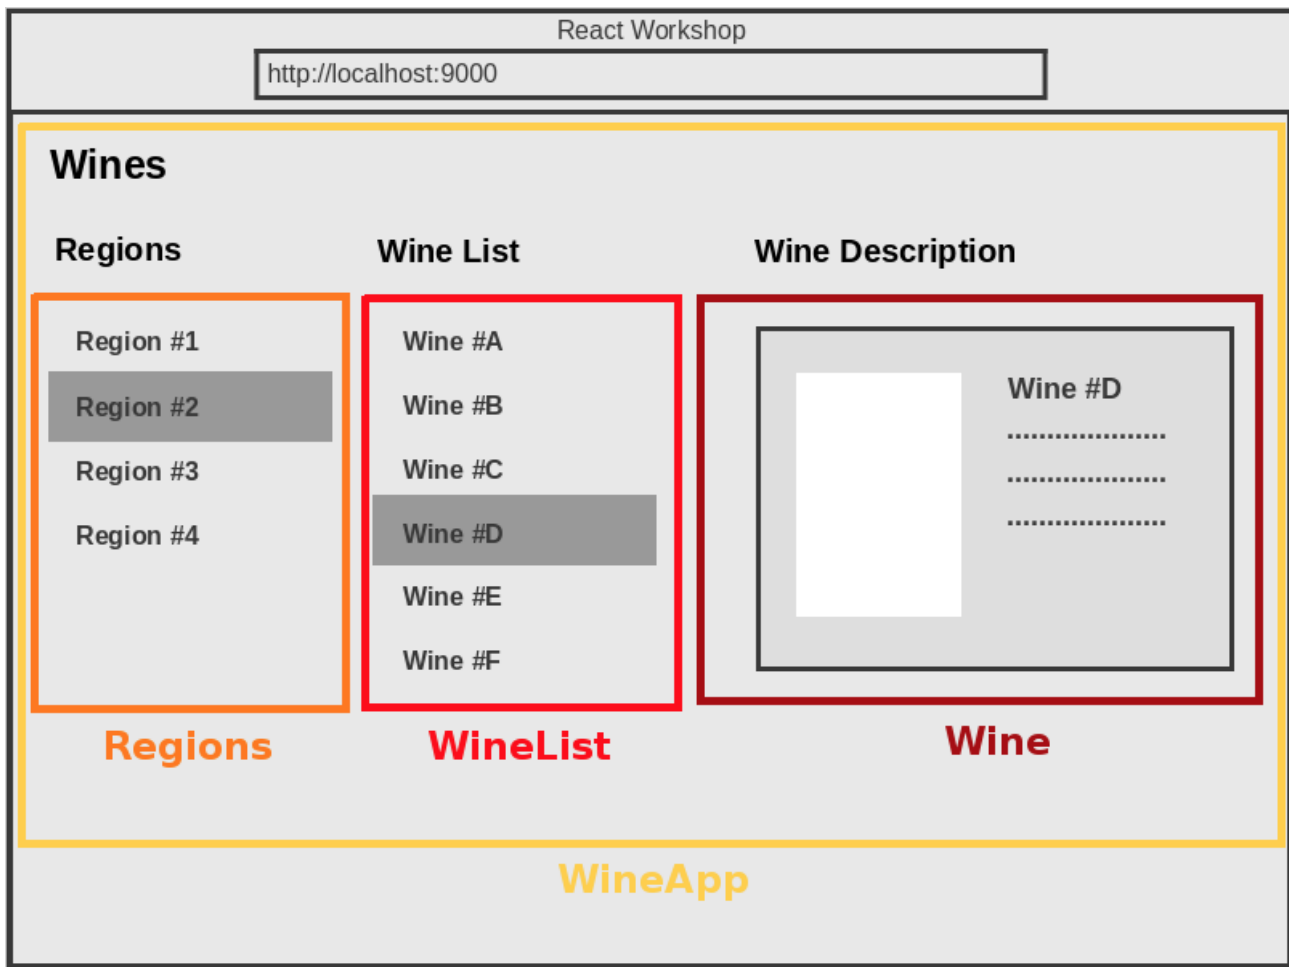 React Workshop
http://localhost:9000
Wines
Regions
Region #1
Region #2
Region #3
Region #4
Regions
Wine List
Wine #A
Wine #B
Wine #C
Wine #D
Wine #E
Wine #F
WineList
Wine Description
Wine #D
....................
....................
....................
Wine
WineApp